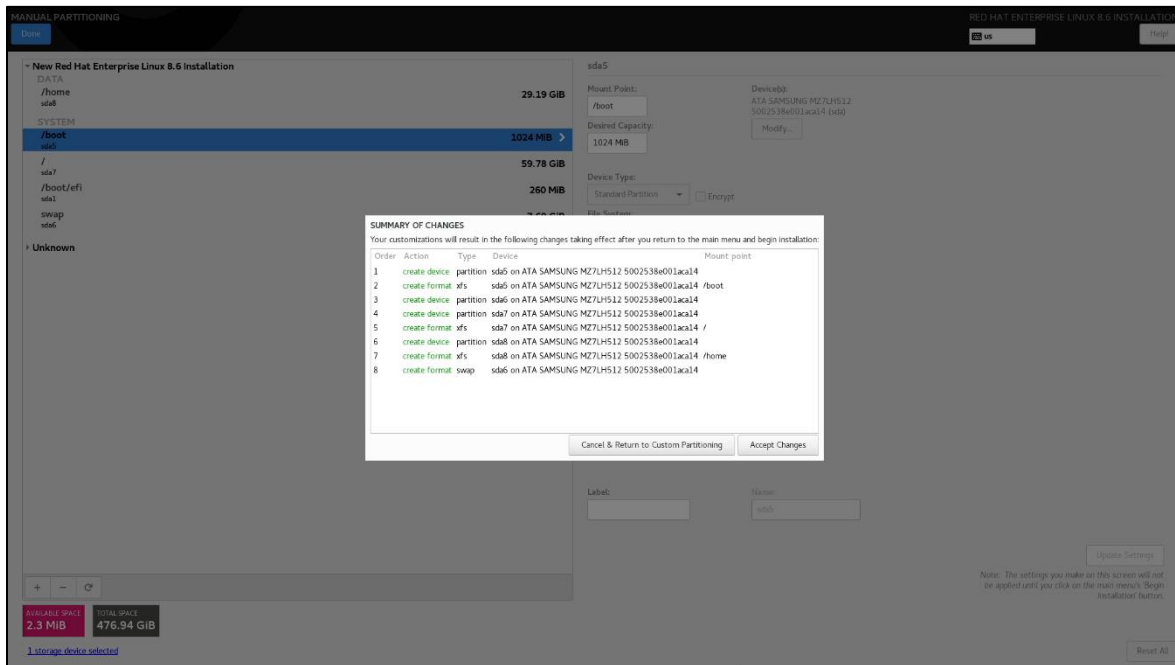 MANUAL PARTITIONING
RED HAT ENTERPRISE LINUX 8.6 INSTALLATION
Done
us
Help!
New Red Hat Enterprise Linux 8.6 Installation
DATA
/home
29.19 GiB
sda8
SYSTEM
/boot
1024 MiB
sda5
/
59.78 GiB
sda7
/boot/efi
260 MiB
sda1
swap
sda6
Unknown
sda5
Mount Point:
/boot
Device(s):
ATA SAMSUNG MZ7LH512
5002538e001aca14 (sda)
Modify...
Desired Capacity:
1024 MiB
Device Type:
Standard Partition
Encrypt
File System:
SUMMARY OF CHANGES
Your customizations will result in the following changes taking effect after you return to the main menu and begin installation:
Order Action Type Device Mount point
1 create device partition sda5 on ATA SAMSUNG MZ7LH512 5002538e001aca14
2 create format xfs sda5 on ATA SAMSUNG MZ7LH512 5002538e001aca14 /boot
3 create device partition sda6 on ATA SAMSUNG MZ7LH512 5002538e001aca14
4 create device partition sda7 on ATA SAMSUNG MZ7LH512 5002538e001aca14
5 create format xfs sda7 on ATA SAMSUNG MZ7LH512 5002538e001aca14 /
6 create device partition sda8 on ATA SAMSUNG MZ7LH512 5002538e001aca14
7 create format xfs sda8 on ATA SAMSUNG MZ7LH512 5002538e001aca14 /home
8 create format swap sda6 on ATA SAMSUNG MZ7LH512 5002538e001aca14
Cancel & Return to Custom Partitioning
Accept Changes
Label:
Name:
sda5
Update Settings
Note: The settings you make on this screen will not
be applied until you click on the main menu's 'Begin
Installation' button.
AVAILABLE SPACE
2.3 MiB
TOTAL SPACE
476.94 GiB
1 storage device selected
Reset All